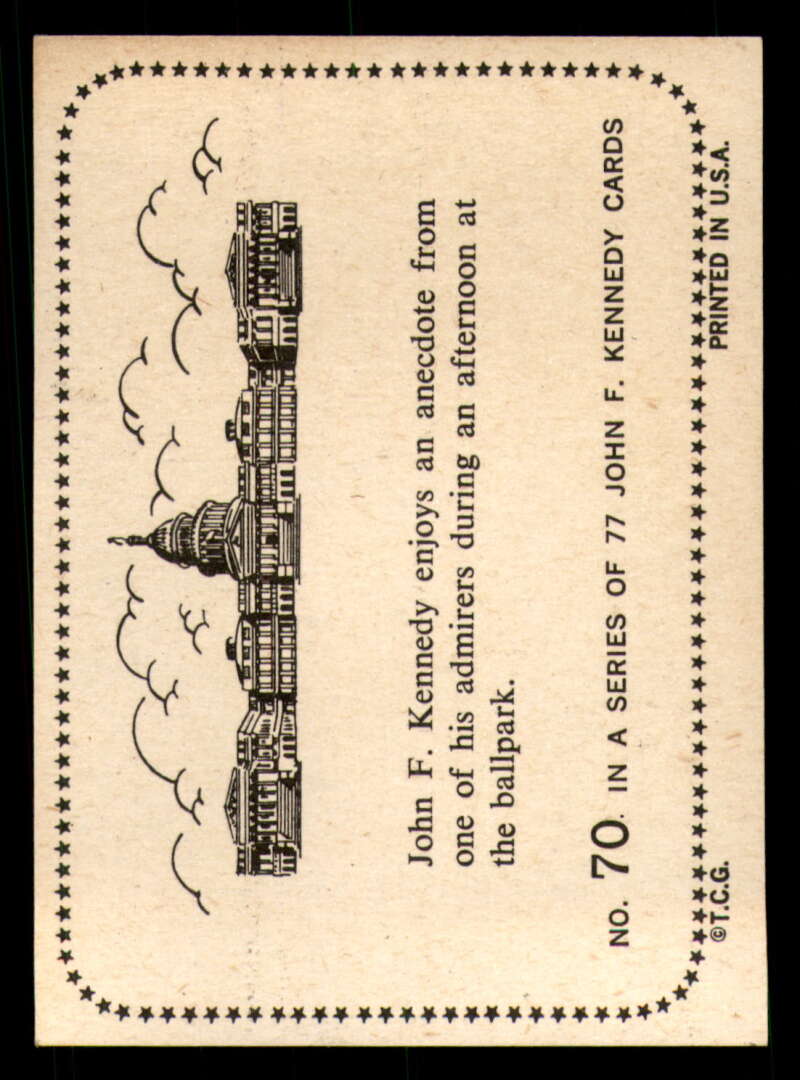 John F. Kennedy enjoys an anecdote from
one of his admirers during an afternoon at
the ballpark.
NO. 70. IN A SERIES OF 77 JOHN F. KENNEDY CARDS
©T.C.G. PRINTED IN U.S.A.